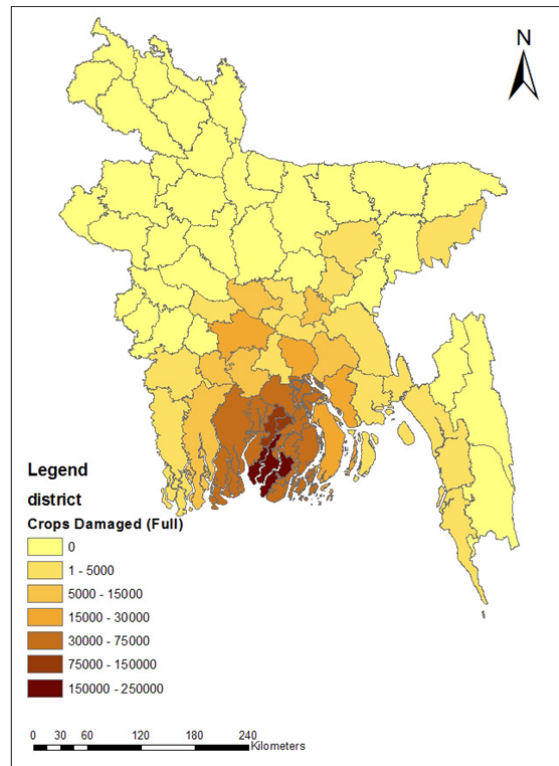 N
Legend
district
Crops Damaged (Full)
0
1 - 5000
5000 - 15000
15000 - 30000
30000 - 75000
75000 - 150000
150000 - 250000
0 15 30 60 120 180 240
Kilometers